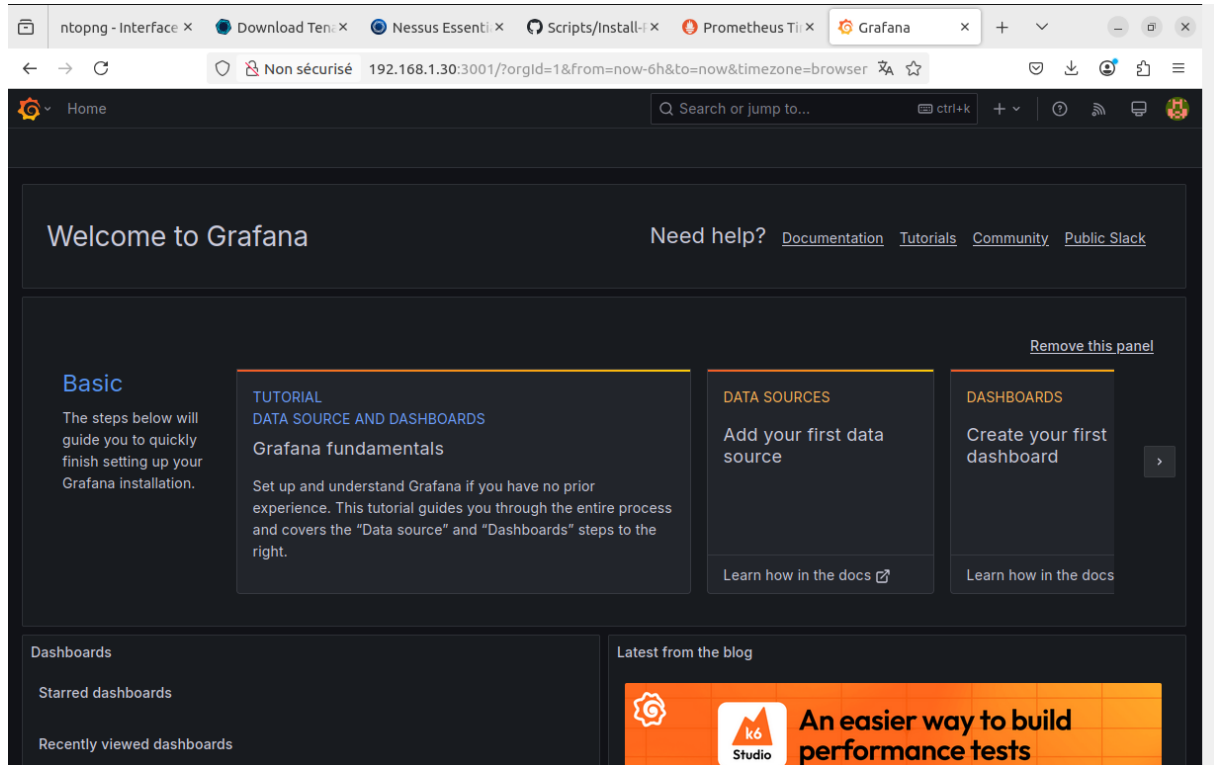 ntopng - Interface
Download Tena
Nessus Essenti
Scripts/Install-
Prometheus Ti
Grafana
Non sécurisé 192.168.1.30:3001/?orgId=1&from=now-6h&to=now&timezone=browser
Home
Search or jump to...
ctrl+k
Welcome to Grafana
Need help? Documentation Tutorials Community Public Slack
Remove this panel
Basic
The steps below will
guide you to quickly
finish setting up your
Grafana installation.
TUTORIAL
DATA SOURCE AND DASHBOARDS
Grafana fundamentals
Set up and understand Grafana if you have no prior
experience. This tutorial guides you through the entire process
and covers the “Data source” and “Dashboards” steps to the
right.
DATA SOURCES
Add your first data
source
Learn how in the docs
DASHBOARDS
Create your first
dashboard
Learn how in the docs
Dashboards
Starred dashboards
Recently viewed dashboards
Latest from the blog
k6
Studio
An easier way to build
performance tests